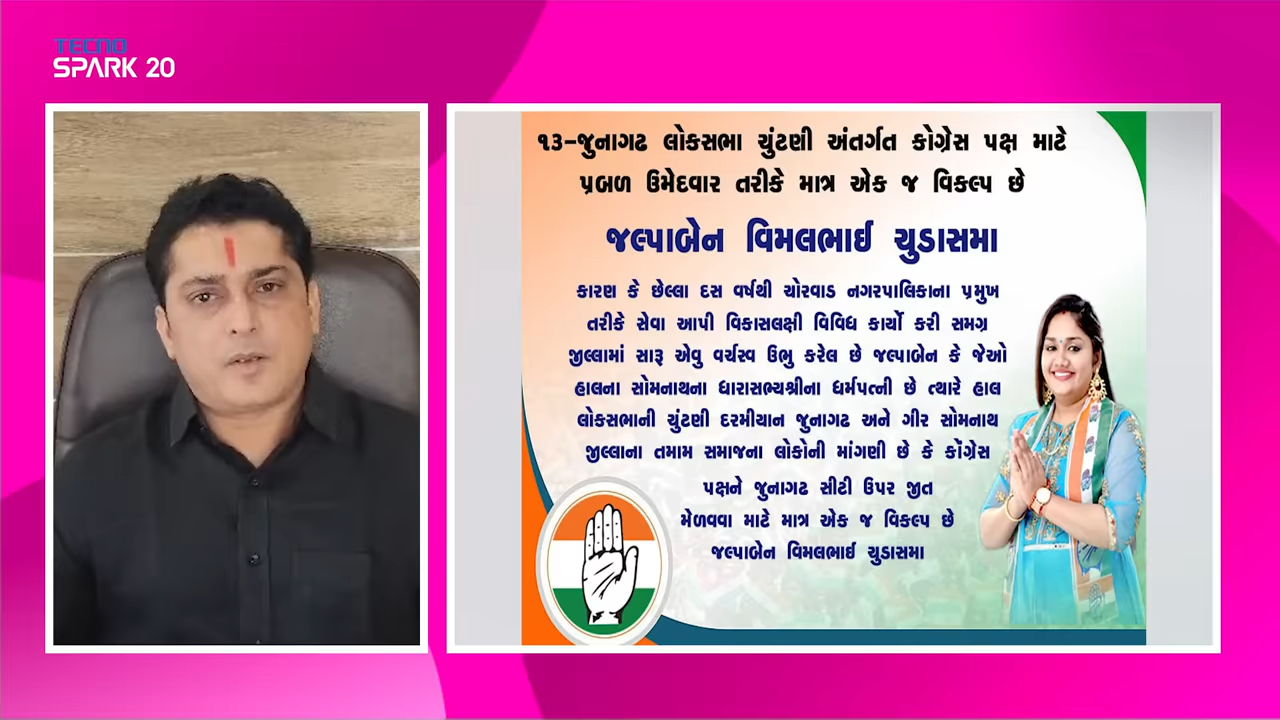 TECNO
SPARK 20
૧૩-જુનાગઢ લોકસભા ચુંટણી અંતર્ગત કોગ્રેસ પક્ષ માટે
પ્રબળ ઉમેદવાર તરીકે માત્ર એક જ વિકલ્પ છે
જલ્પાબેન વિમલભાઈ ચુડાસમા
કારણ કે છેલ્લા દસ વર્ષથી ચોરવાડ નગરપાલિકાના પ્રમુખ
તરીકે સેવા આપી વિકાસલક્ષી વિવિધ કાર્યો કરી સમગ્ર
જીલ્લામાં સારૂ એવુ વર્ચસ્વ ઉભુ કરેલ છે જલ્પાબેન કે જેઓ
હાલના સોમનાથના ધારાસભ્યશ્રીના ધર્મપત્ની છે ત્યારે હાલ
લોકસભાની ચુંટણી દરમીયાન જુનાગઢ અને ગીર સોમનાથ
જીલ્લાના તમામ સમાજના લોકોની માંગણી છે કે કોંગ્રેસ
પક્ષને જુનાગઢ સીટી ઉપર જીત
મેળવવા માટે માત્ર એક જ વિકલ્પ છે
જલ્પાબેન વિમલભાઈ ચુડાસમા